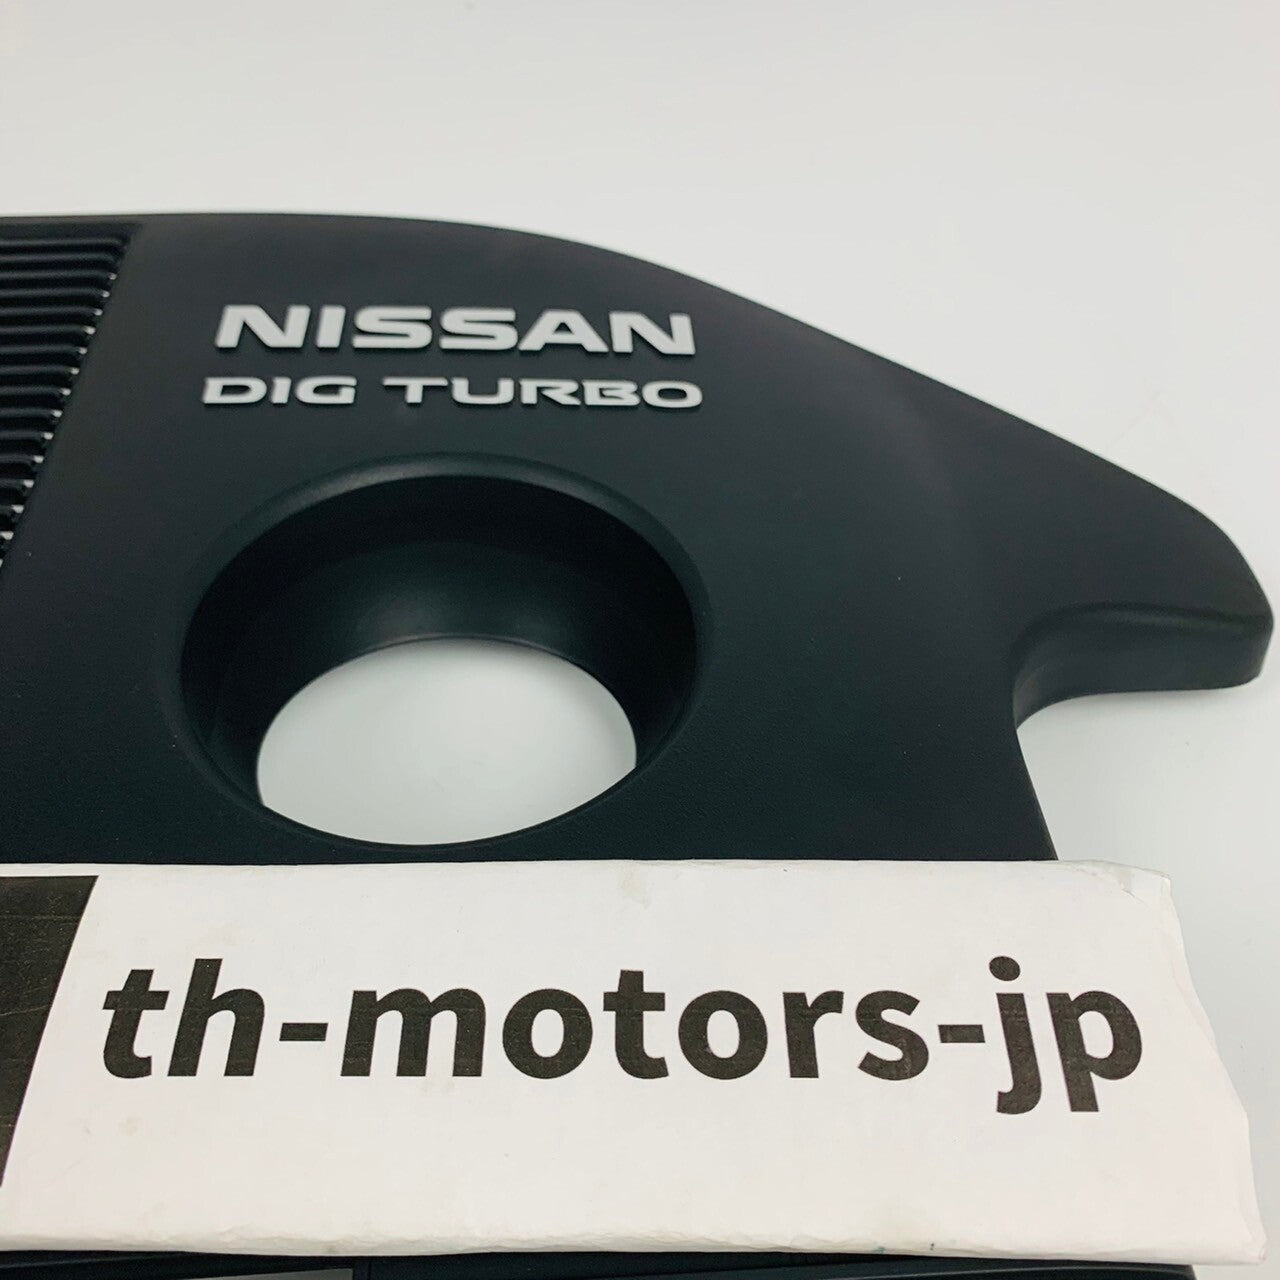 NISSAN
DIG TURBO
th-motors-jp